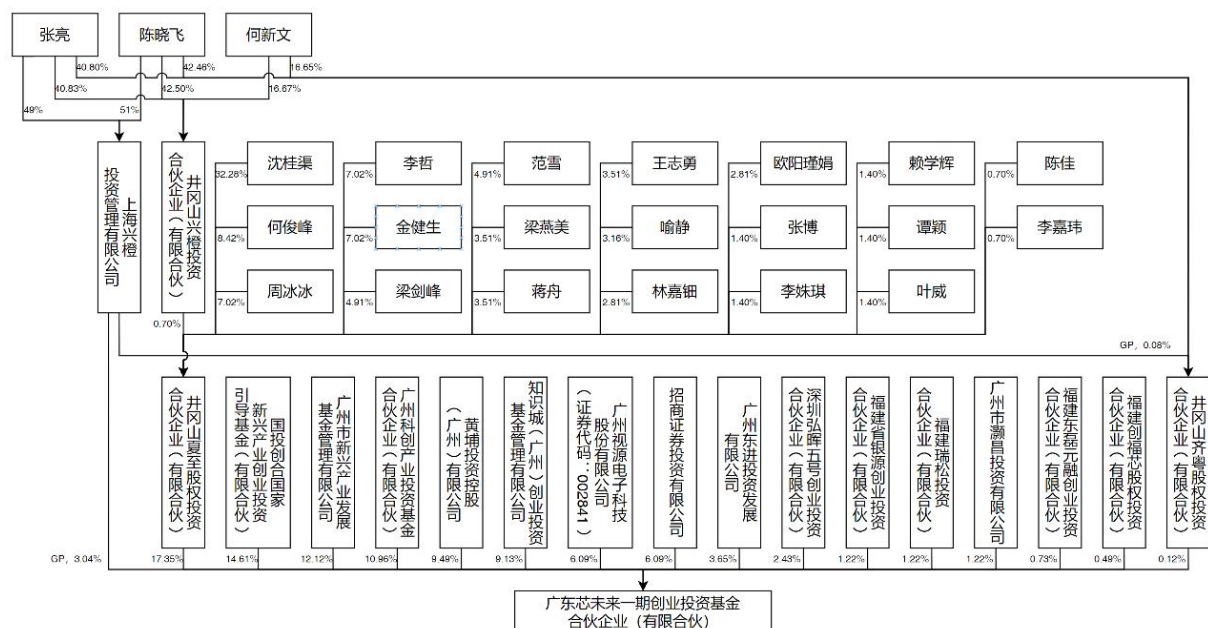 张亮
陈晓飞
何新文
40.80%
42.46%
16.65%
40.83%
42.50%
16.67%
49%
51%
上海兴橙
投资管理有限公司
井冈山兴橙投资
合伙企业（有限合伙）
沈桂渠
李哲
范雪
王志勇
欧阳瑾娟
赖学辉
陈佳
32.28%
7.02%
4.91%
3.51%
2.81%
1.40%
0.70%
何俊峰
金健生
梁燕美
喻静
张博
谭颖
李嘉玮
8.42%
7.02%
3.51%
3.16%
1.40%
1.40%
0.70%
周冰冰
梁剑峰
蒋舟
林嘉钿
李姝琪
叶威
7.02%
4.91%
3.51%
2.81%
1.40%
1.40%
0.70%
GP，0.08%
井冈山夏至股权投资
合伙企业（有限合伙）
国投创合国家
新兴产业创业投资
引导基金（有限合伙）
广州市新兴产业发展
基金管理有限公司
广州科创产业投资基金
合伙企业（有限合伙）
黄埔投资控股
（广州）有限公司
知识城（广州）创业投资
基金管理有限公司
广州视源电子科技
股份有限公司
（证券代码：002841）
招商证券投资有限公司
广州东进投资发展
有限公司
深圳弘晖五号创业投资
合伙企业（有限合伙）
福建省银源创业投资
合伙企业（有限合伙）
福建瑞松投资
合伙企业（有限合伙）
广州市灏昌投资有限公司
福建东磊元融创业投资
合伙企业（有限合伙）
福建创福芯股权投资
合伙企业（有限合伙）
井冈山齐粤股权投资
合伙企业（有限合伙）
GP，3.04%
17.35%
14.61%
12.12%
10.96%
9.49%
9.13%
6.09%
6.09%
3.65%
2.43%
1.22%
1.22%
1.22%
0.73%
0.49%
0.12%
广东芯未来一期创业投资基金
合伙企业（有限合伙）